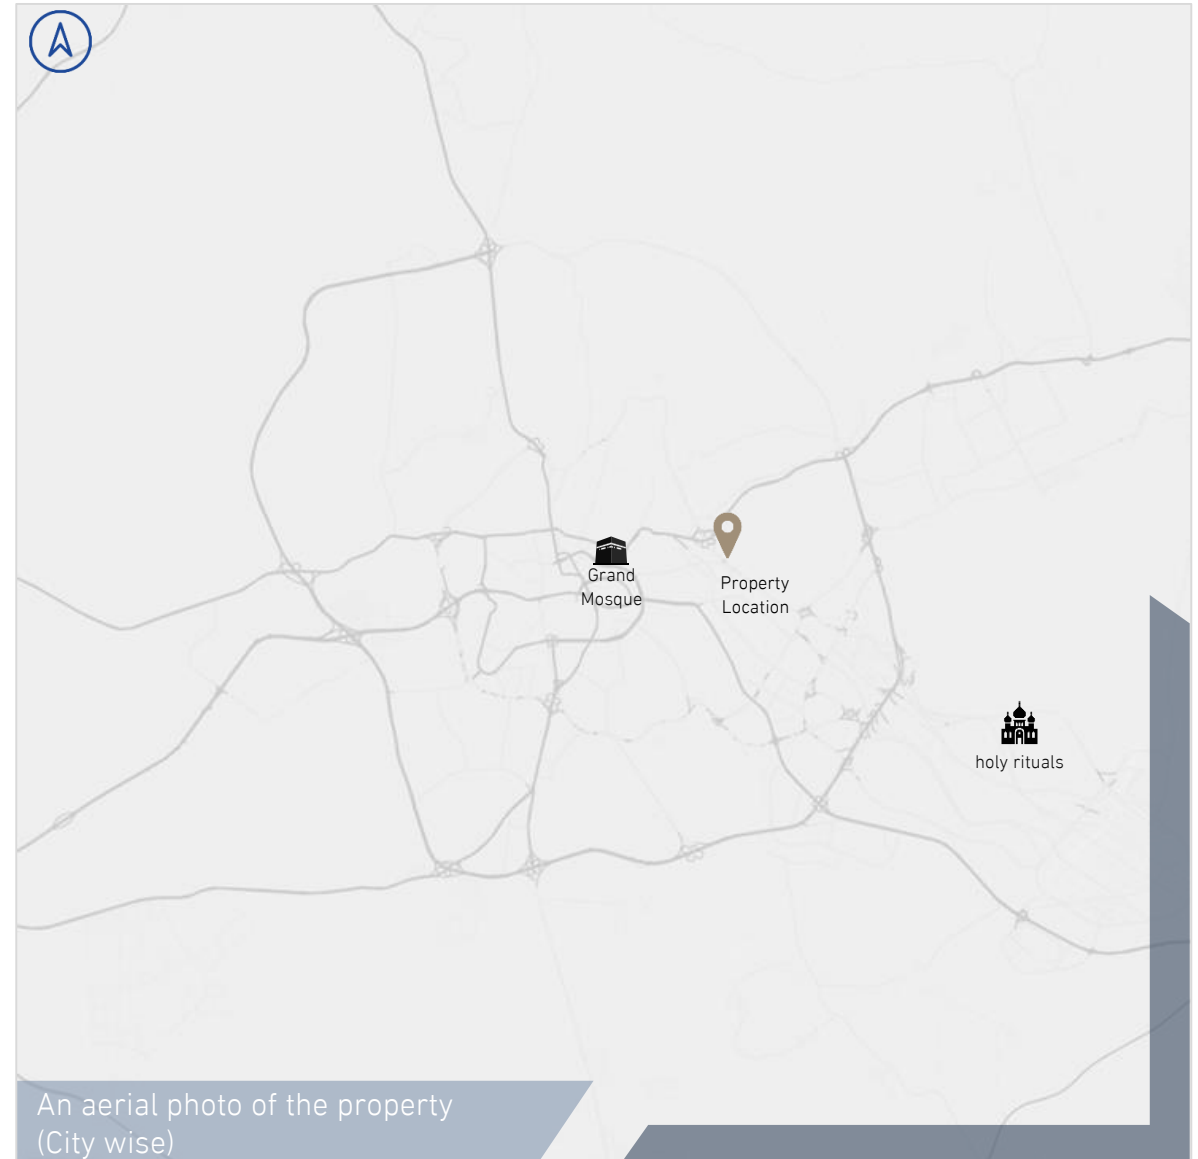 Grand
Mosque
Property
Location
holy rituals
An aerial photo of the property
(City wise)